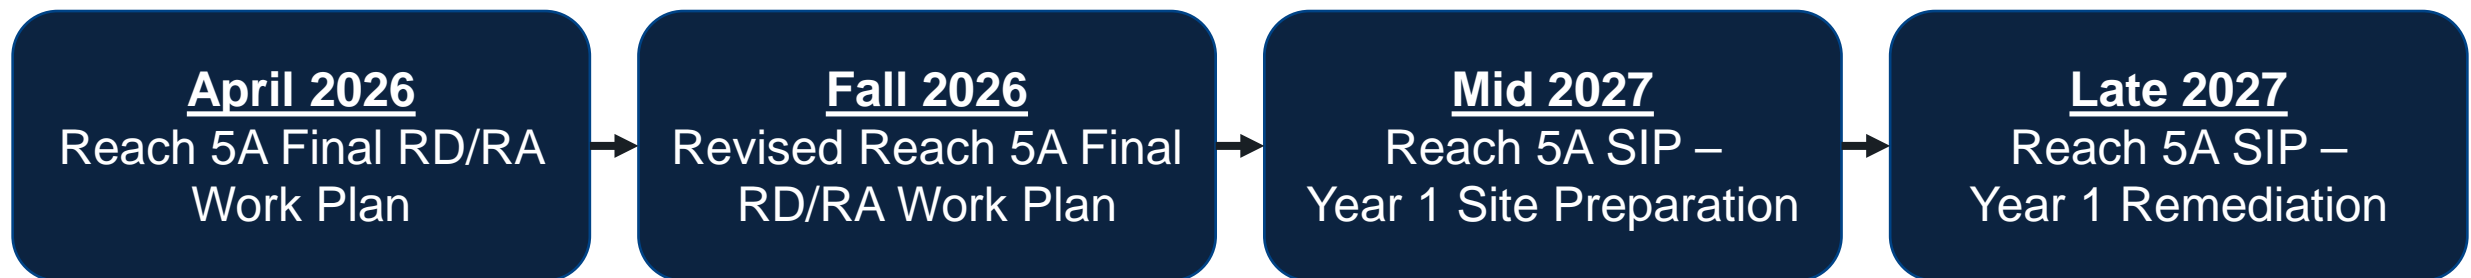 April 2026
Reach 5A Final RD/RA
Work Plan
Fall 2026
Revised Reach 5A Final
RD/RA Work Plan
Mid 2027
Reach 5A SIP –
Year 1 Site Preparation
Late 2027
Reach 5A SIP –
Year 1 Remediation